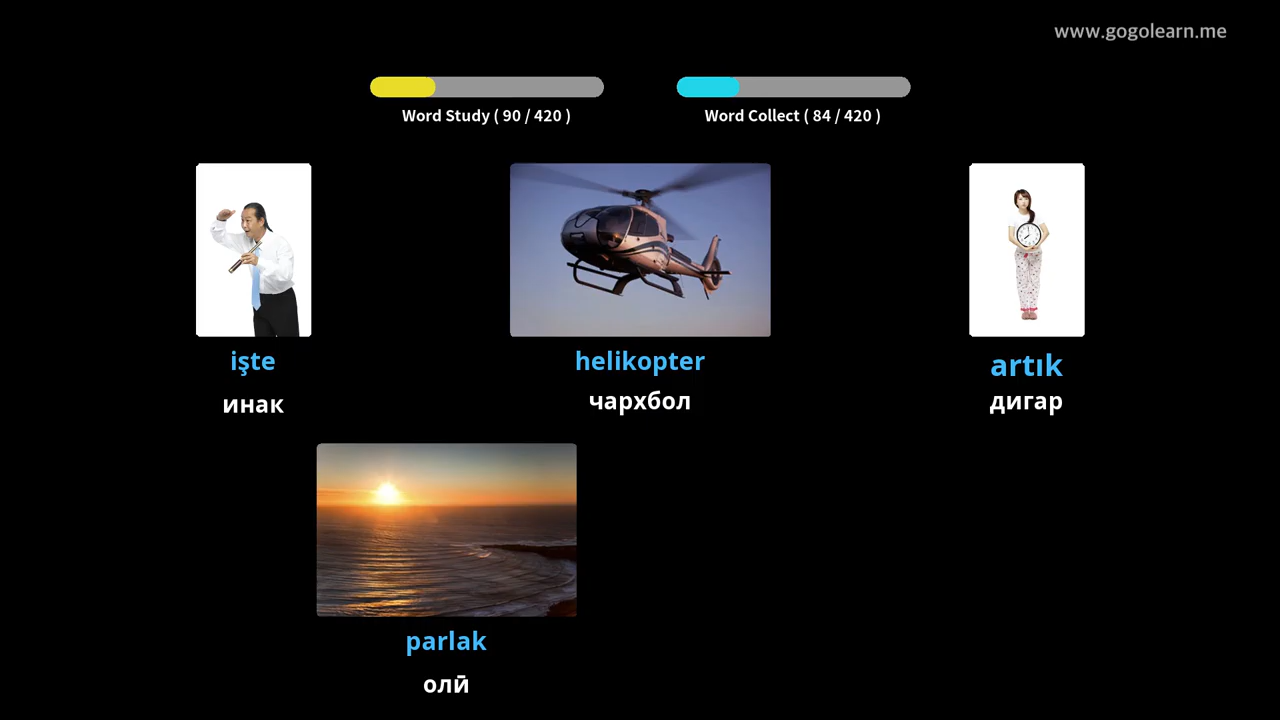 www.gogolearn.me
Word Study ( 90 / 420 )
Word Collect ( 84 / 420 )
işte
инак
helikopter
чархбол
artık
дигар
parlak
олӣ